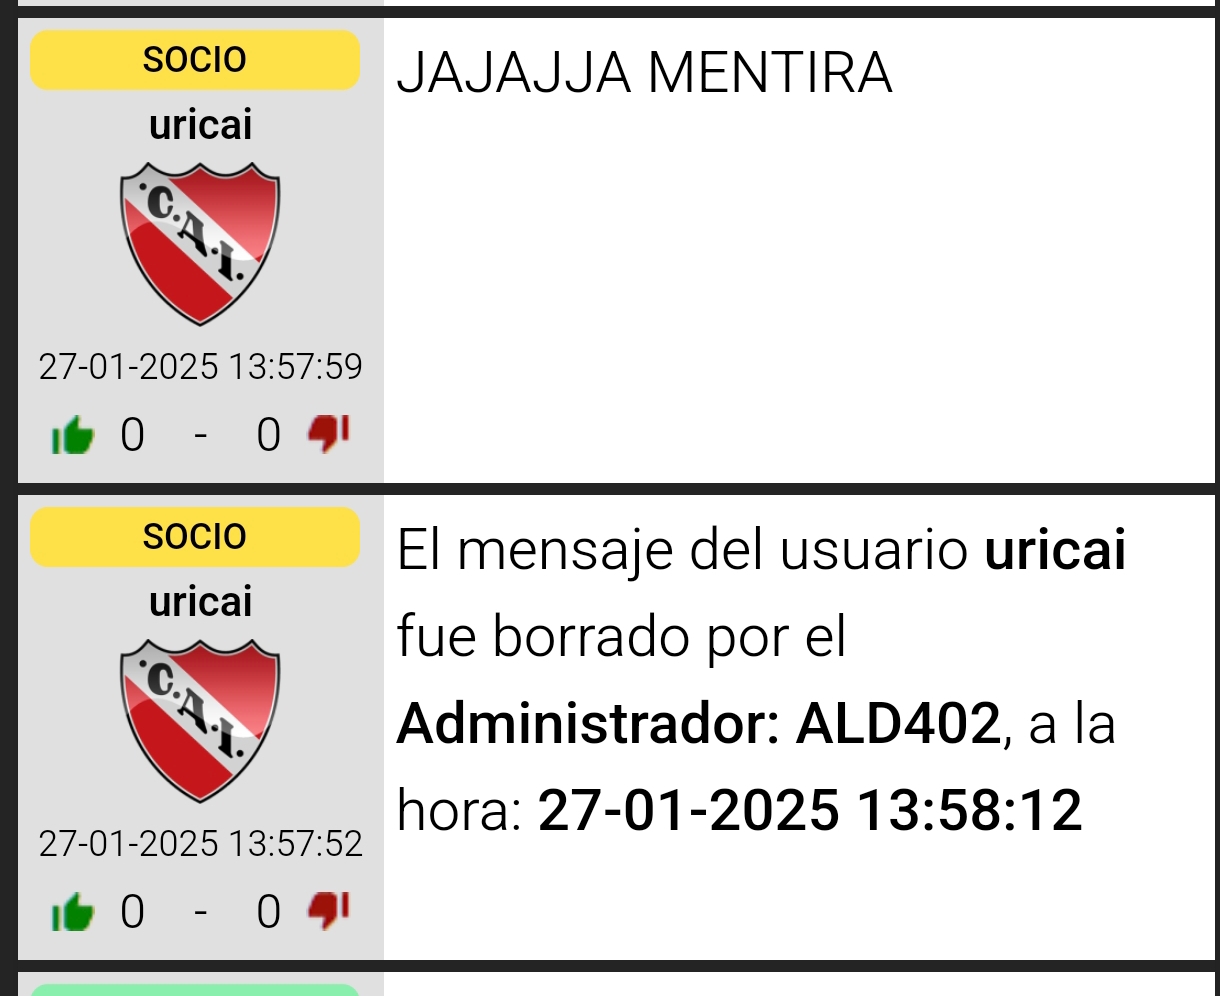 SOCIO
uricai
C.A.I.
27-01-2025 13:57:59
0 - 0
JAJAJJA MENTIRA
SOCIO
uricai
C.A.I.
27-01-2025 13:57:52
0 - 0
El mensaje del usuario uricai
fue borrado por el
Administrador: ALD402, a la
hora: 27-01-2025 13:58:12